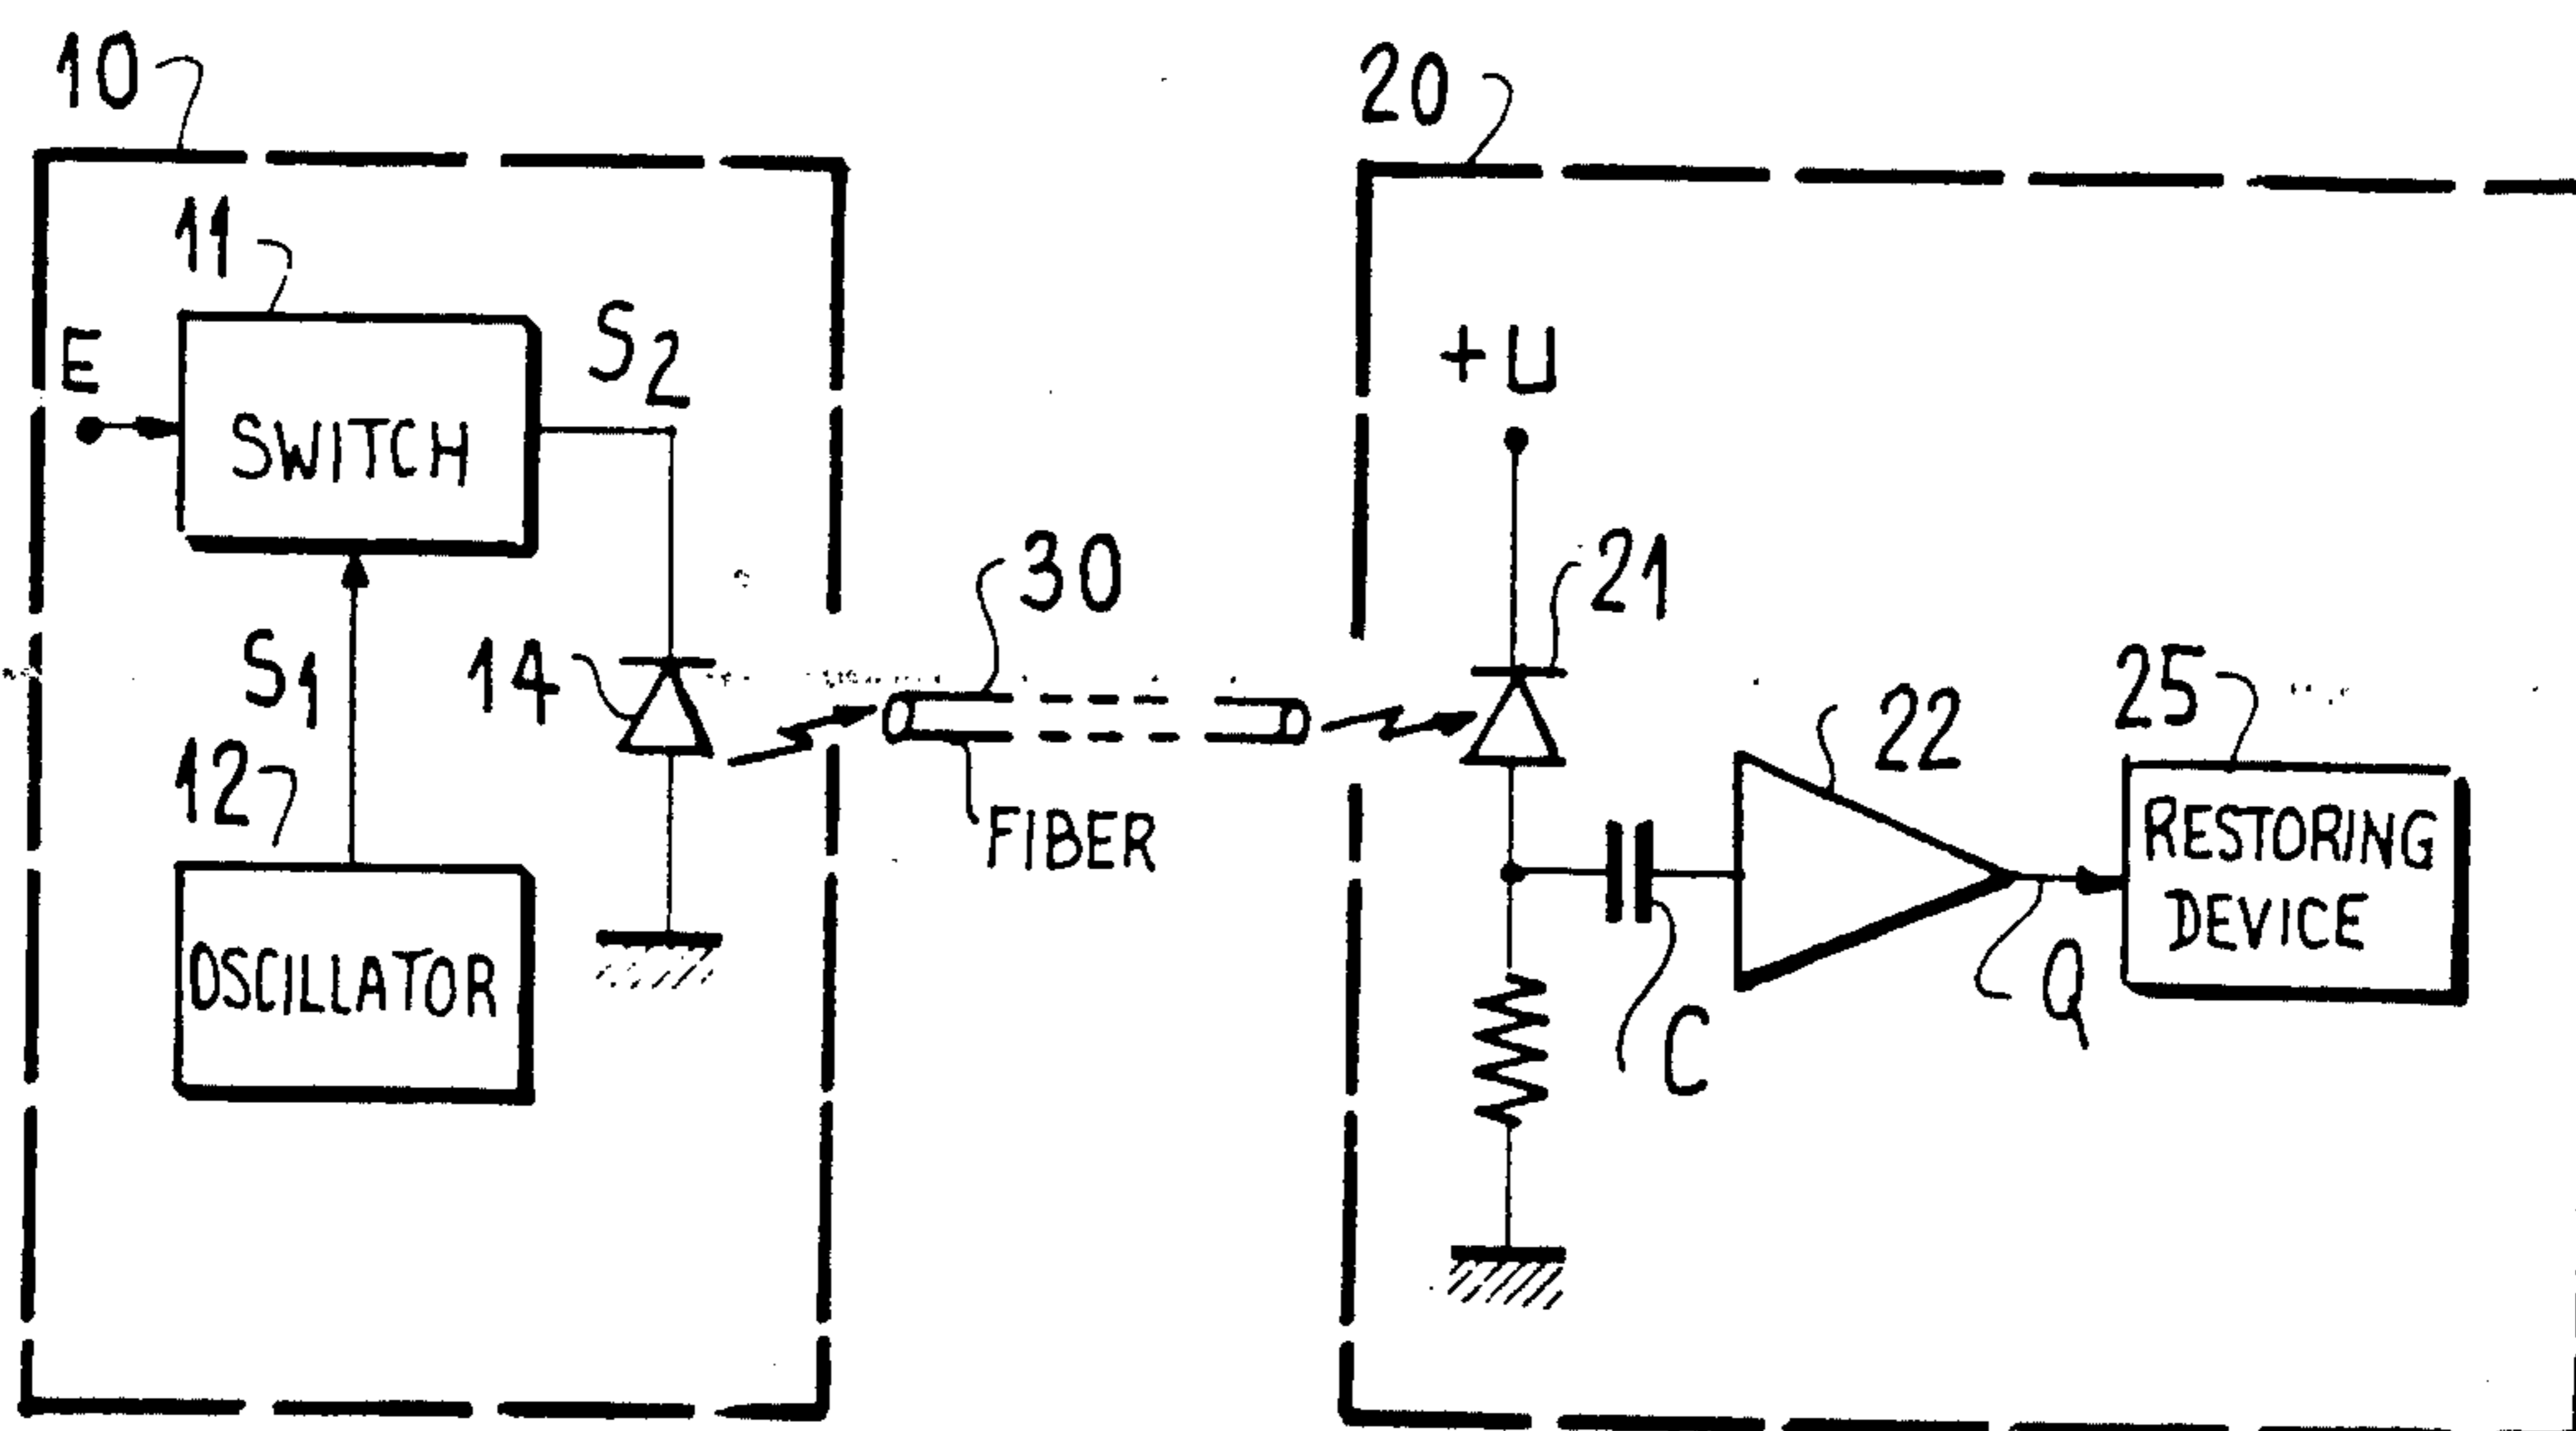 10
20
11
E
S2
SWITCH
+U
30
21
S1
14
12
FIBER
22
25
RESTORING
DEVICE
OSCILLATOR
C
Q